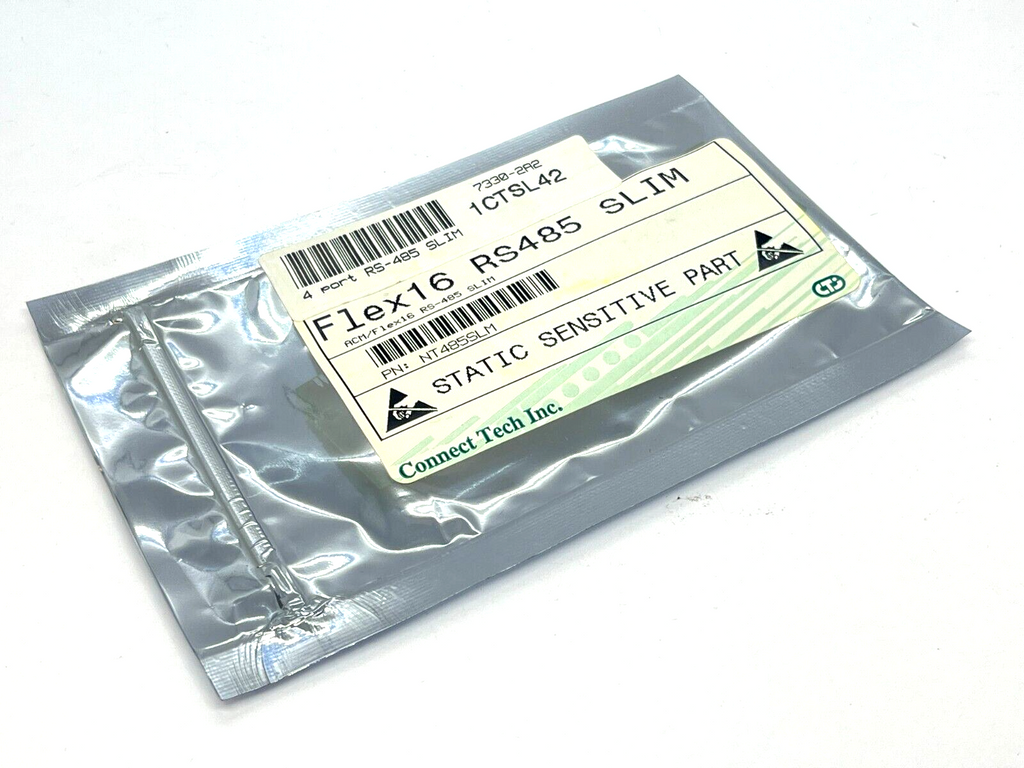 7330-2A2
1CTSL42
4 port RS-485 SLIM
Flex16 RS485 SLIM
ACM/Flex16 RS-485 SLIM
PN: NT485SLM
STATIC SENSITIVE PART
Connect Tech Inc.